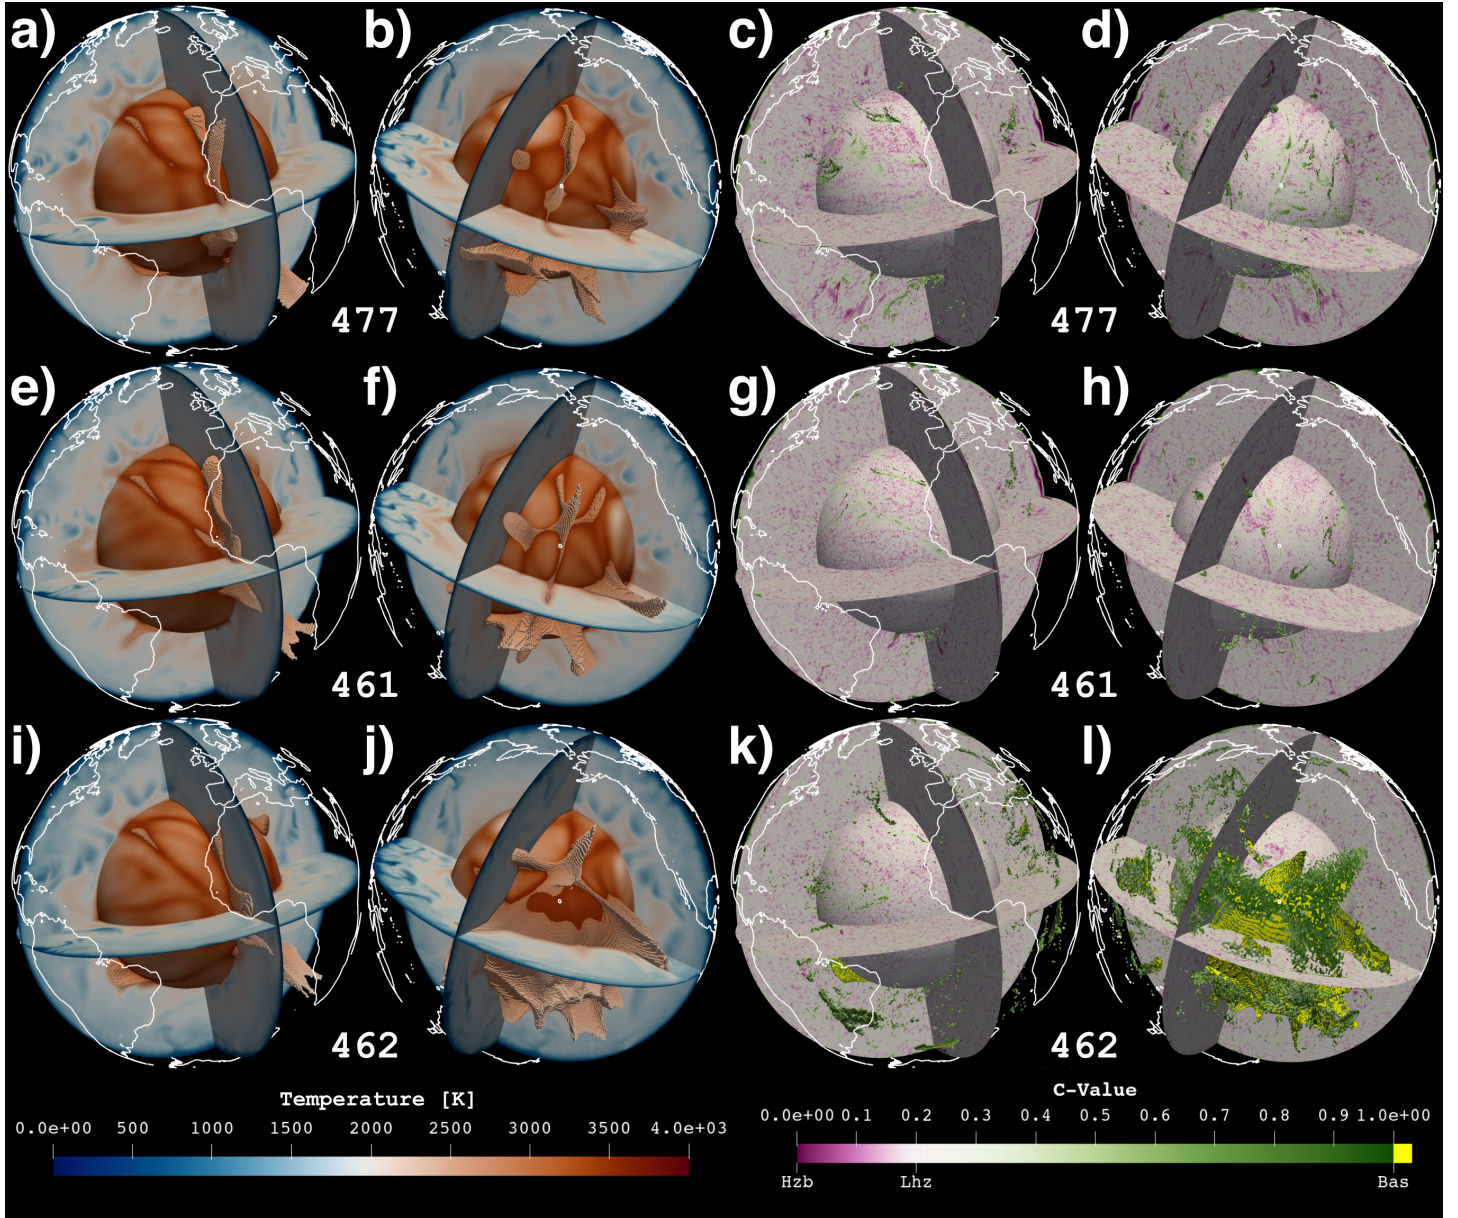 a) b) c) d)
477 477
e) f) g) h)
461 461
i) j) k) l)
462 462
Temperature [K]
0.0e+00 500 1000 1500 2000 2500 3000 3500 4.0e+03
C-Value
0.0e+00 0.1 0.2 0.3 0.4 0.5 0.6 0.7 0.8 0.9 1.0e+00
Hzb Lhz Bas